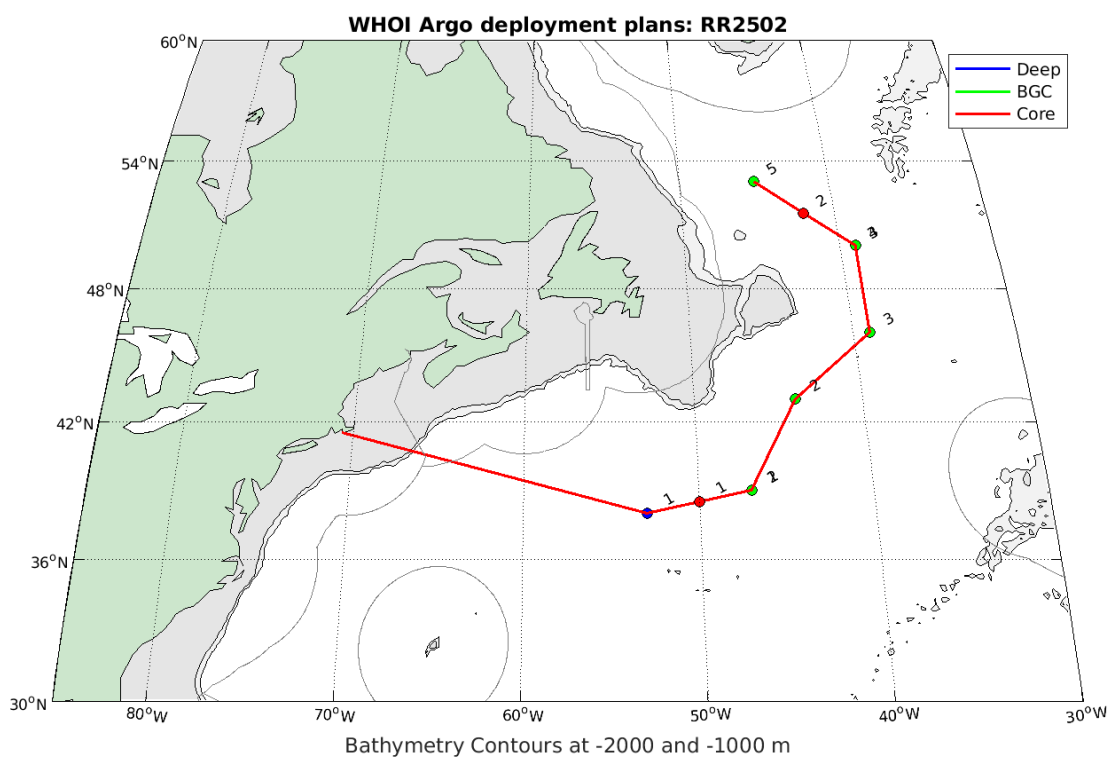 WHOI Argo deployment plans: RR2502
60°N
Deep
BGC
Core
54°N
5
2
48°N
3
2
42°N
1
1
36°N
30°N
80°W
70°W
60°W
50°W
40°W
30°W
Bathymetry Contours at -2000 and -1000 m